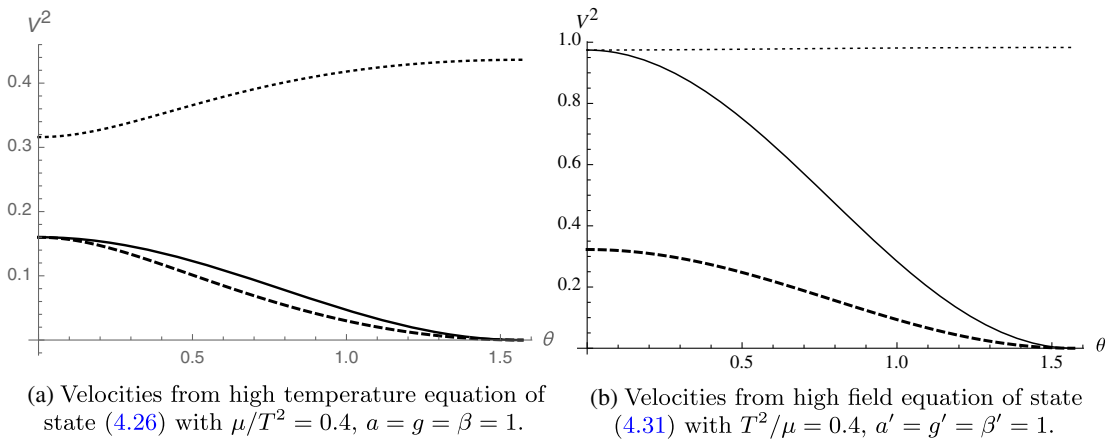 V²
0.4
0.3
0.2
0.1
0.5
1.0
1.5
θ
(a) Velocities from high temperature equation of
state (4.26) with μ/T² = 0.4, a = g = β = 1.
V²
1.0
0.8
0.6
0.4
0.2
0.5
1.0
1.5
θ
(b) Velocities from high field equation of state
(4.31) with T²/μ = 0.4, a′ = g′ = β′ = 1.